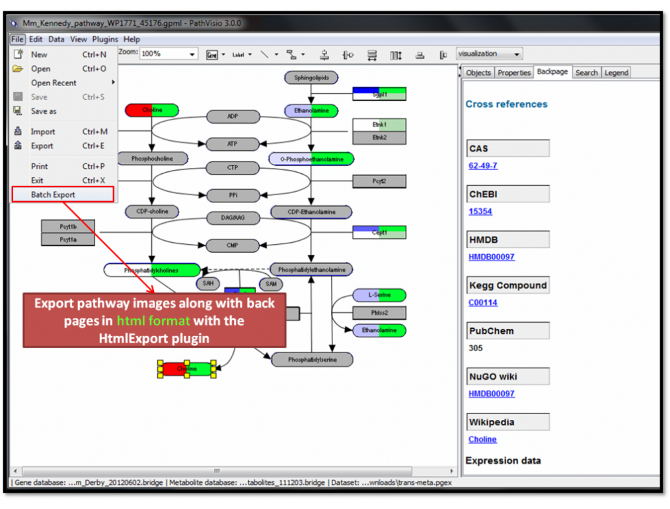 Mm_Kennedy_pathway_WP1771_45176.gpml - PathVisio 3.0.0
File Edit Data View Plugins Help
New Ctrl+N
Open Ctrl+O
Open Recent
Save Ctrl+S
Save as
Import Ctrl+M
Export Ctrl+E
Print Ctrl+P
Exit Ctrl+X
Batch Export
Zoom: 100%
Label
visualization
Sphingolipids
Choline
ADP
Ethanolamine
Etnk1
ATP
Etnk2
Phosphocholine
O-Phosphoethanolamine
CTP
Pcyt2
PPi
CDP-choline
DAG/AAG
CDP-Ethanolamine
Pcyt1b
Pcyt1a
Cept1
CMP
Phosphatidylcholines
Phosphatidylethanolamine
SAH
SAM
L-Serine
Ptdss2
Ethanolamine
Phosphatidylserine
Choline
Export pathway images along with back
pages in html format with the
HtmlExport plugin
Objects Properties Backpage Search Legend
Cross references
CAS
62-49-7
ChEBI
15354
HMDB
HMDB00097
Kegg Compound
C00114
PubChem
305
NuGO wiki
HMDB00097
Wikipedia
Choline
Expression data
Gene database: ...m_Derby_20120602.bridge | Metabolite database: ...tabolites_111203.bridge | Dataset: ...wnloads\trans-meta.pgex